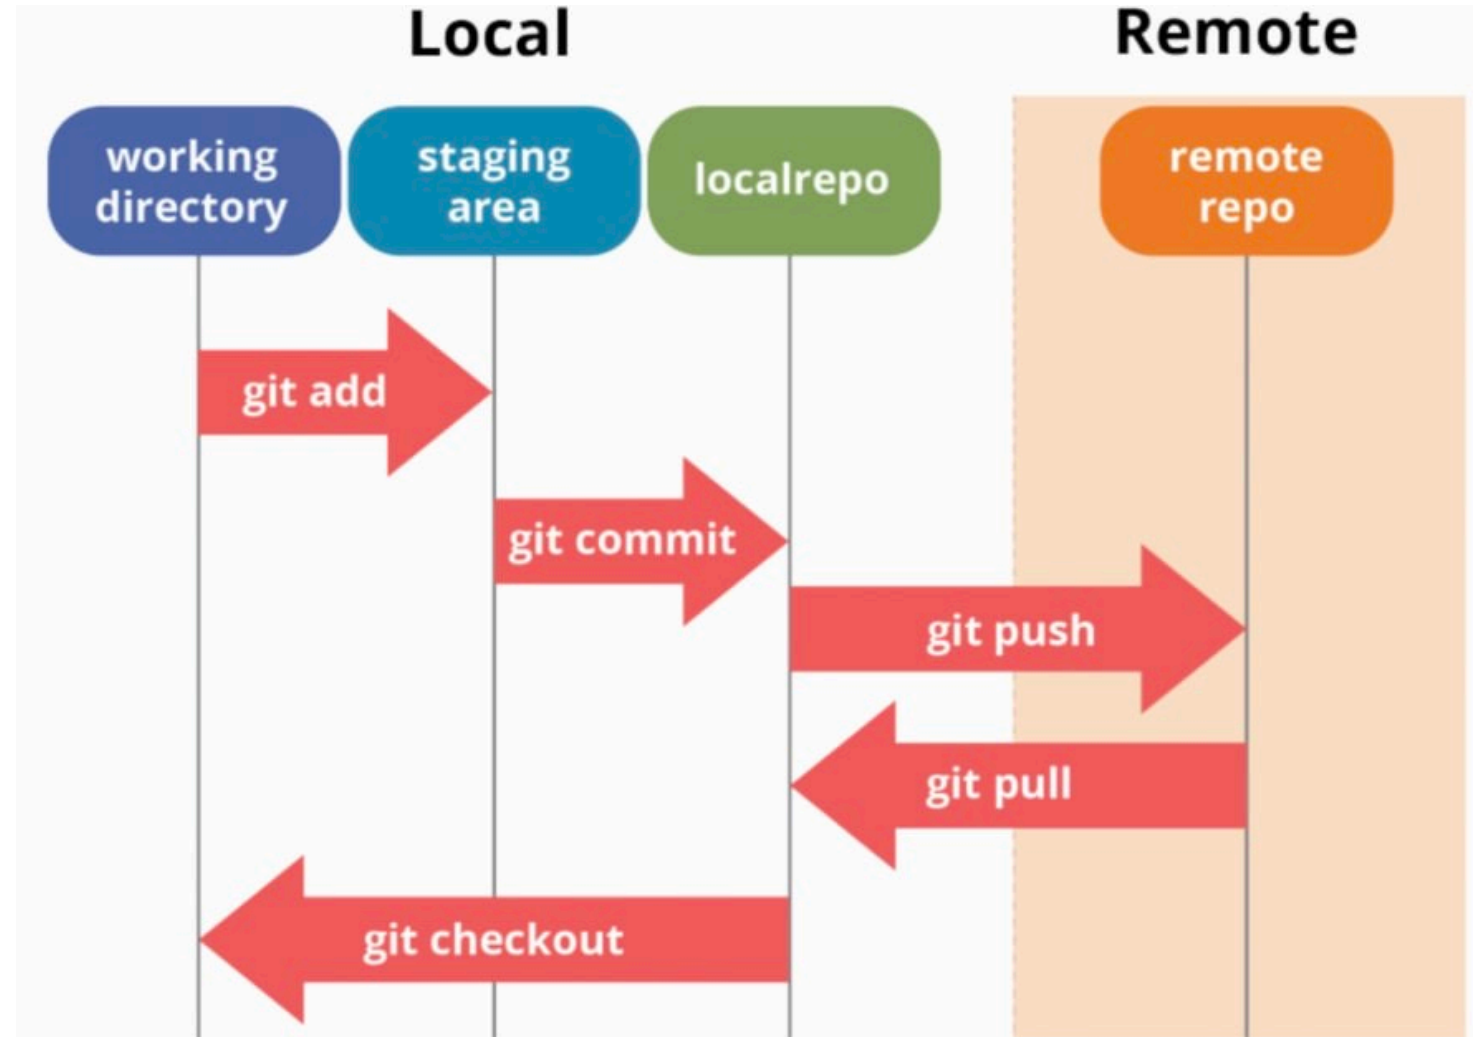 Local
Remote
working
directory
staging
area
localrepo
remote
repo
git add
git commit
git push
git pull
git checkout